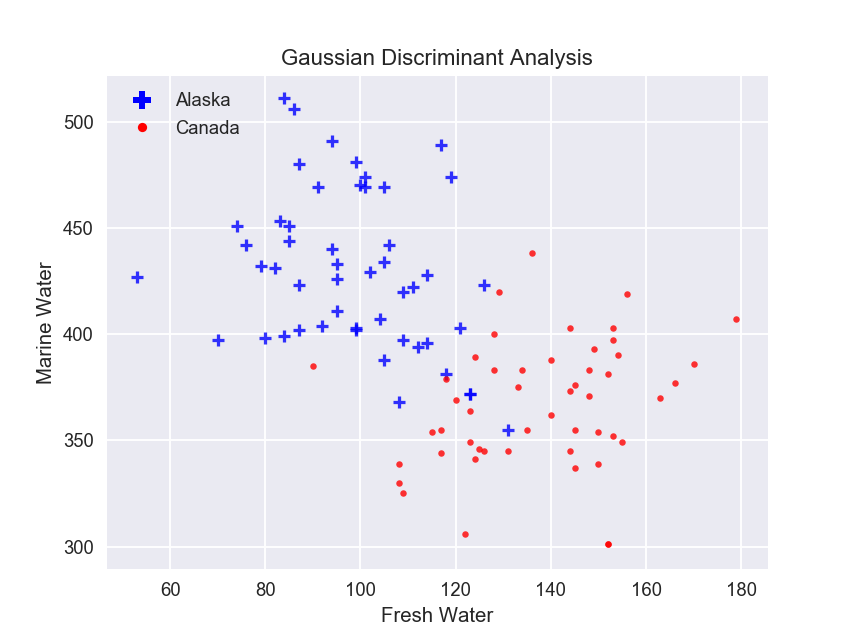 Gaussian Discriminant Analysis
Alaska
Canada
500
450
400
350
300
Marine Water
60 80 100 120 140 160 180
Fresh Water